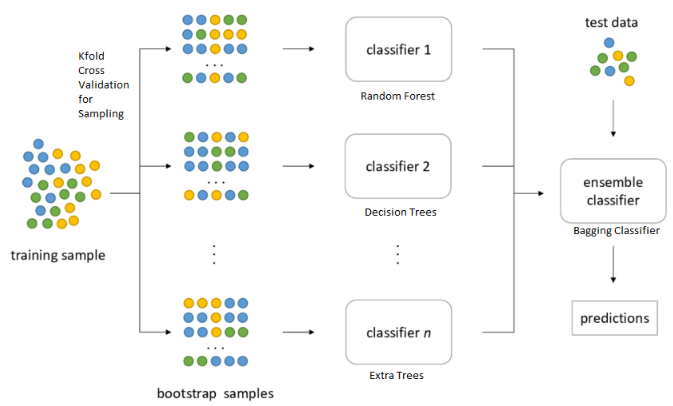 Kfold
Cross
Validation
for
Sampling
training sample
...
...
...
bootstrap samples
classifier 1
Random Forest
classifier 2
Decision Trees
classifier n
Extra Trees
test data
ensemble
classifier
Bagging Classifier
predictions